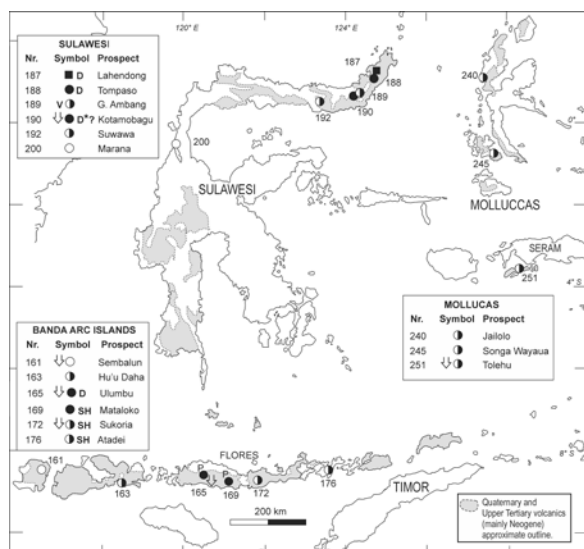 120° E
124° E
SULAWESI
Nr. Symbol Prospect
187 D Lahendong
188 D Tompaso
189 V G. Ambang
190 D*? Kotamobagu
192 Suwawa
200 Marana
187
188
189
190
192
200
240
245
SULAWESI
MOLLUCCAS
SERAM
251
4° S
MOLLUCAS
Nr. Symbol Prospect
240 Jailolo
245 Songa Wayaua
251 Tolehu
BANDA ARC ISLANDS
Nr. Symbol Prospect
161 Sembalun
163 Hu'u Daha
165 D Ulumbu
169 SH Mataloko
172 SH Sukoria
176 SH Atadei
FLORES
8° S
161
163
P
165
P
169
172
176
TIMOR
200 km
Quaternary and
Upper Tertiary volcanics
(mainly Neogene)
approximate outline.